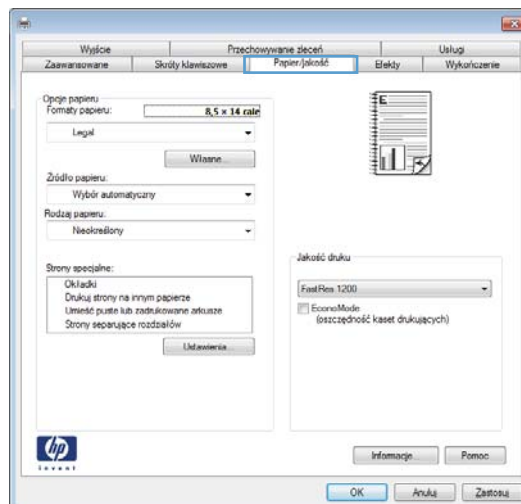 Wyjście Przechowywanie zleceń Usługi
Zaawansowane Skróty klawiszowe Papier/jakość Efekty Wykończenie
Opcje papieru
Formaty papieru: 8,5 × 14 cale
Legal
Własne...
Źródło papieru:
Wybór automatyczny
Rodzaj papieru:
Nieokreślony
Strony specjalne:
Okładki
Drukuj strony na innym papierze
Umieść puste lub zadrukowane arkusze
Strony separujące rozdziałów
Ustawienia...
E
Jakość druku
FastRes 1200
EconoMode
(oszczędność kaset drukujących)
hp
invent
Informacje... Pomoc
OK Anuluj Zastosuj